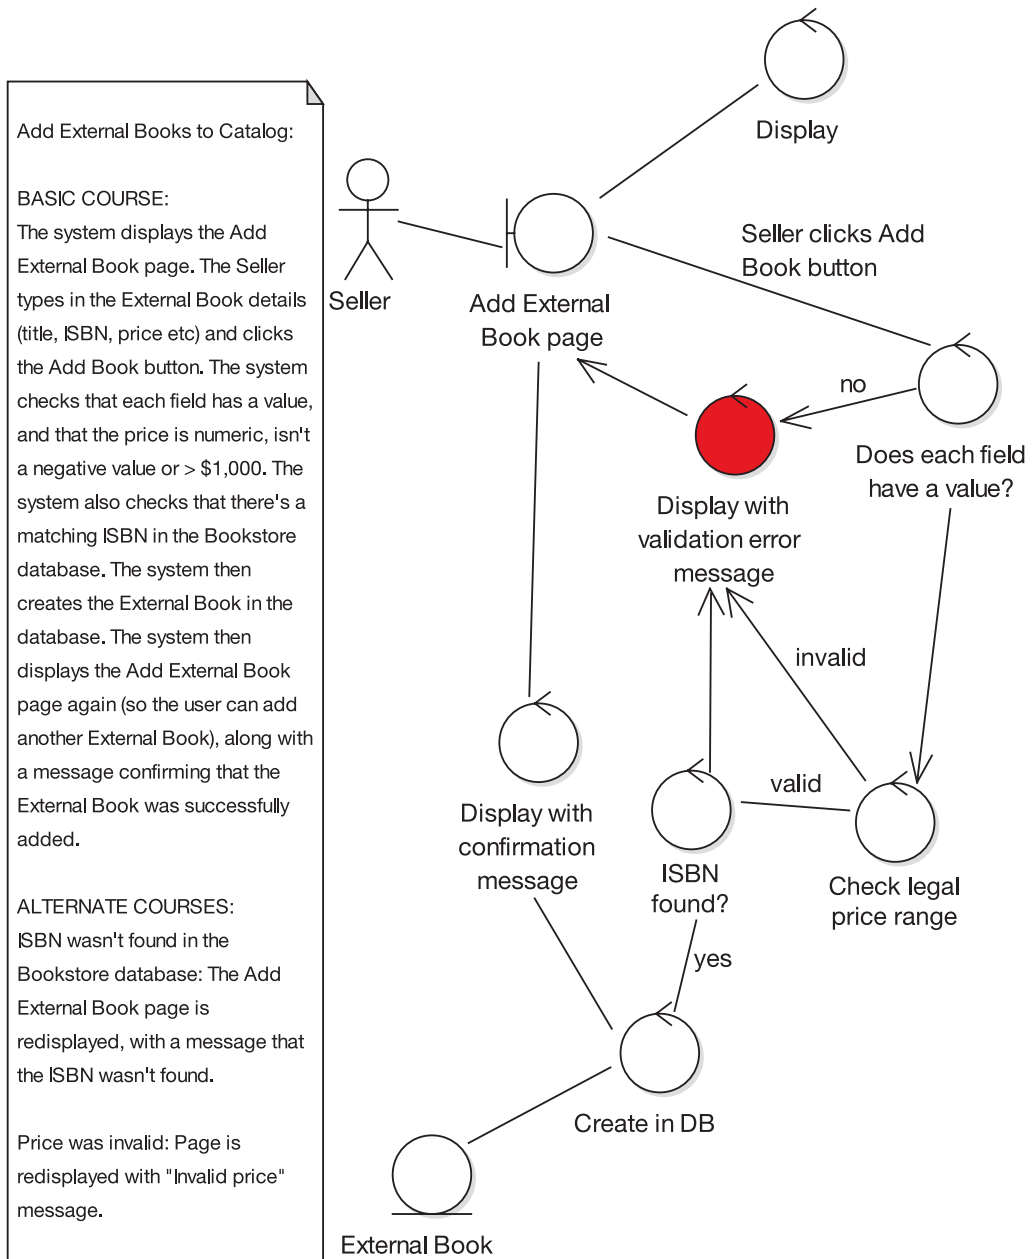 Add External Books to Catalog:
BASIC COURSE:
The system displays the Add
External Book page. The Seller
types in the External Book details
(title, ISBN, price etc) and clicks
the Add Book button. The system
checks that each field has a value,
and that the price is numeric, isn't
a negative value or > $1,000. The
system also checks that there's a
matching ISBN in the Bookstore
database. The system then
creates the External Book in the
database. The system then
displays the Add External Book
page again (so the user can add
another External Book), along with
a message confirming that the
External Book was successfully
added.
ALTERNATE COURSES:
ISBN wasn't found in the
Bookstore database: The Add
External Book page is
redisplayed, with a message that
the ISBN wasn't found.
Price was invalid: Page is
redisplayed with "Invalid price"
message.
Display
Seller
Add External
Book page
Seller clicks Add
Book button
no
Does each field
have a value?
Display with
validation error
message
invalid
valid
Display with
confirmation
message
ISBN
found?
Check legal
price range
yes
Create in DB
External Book